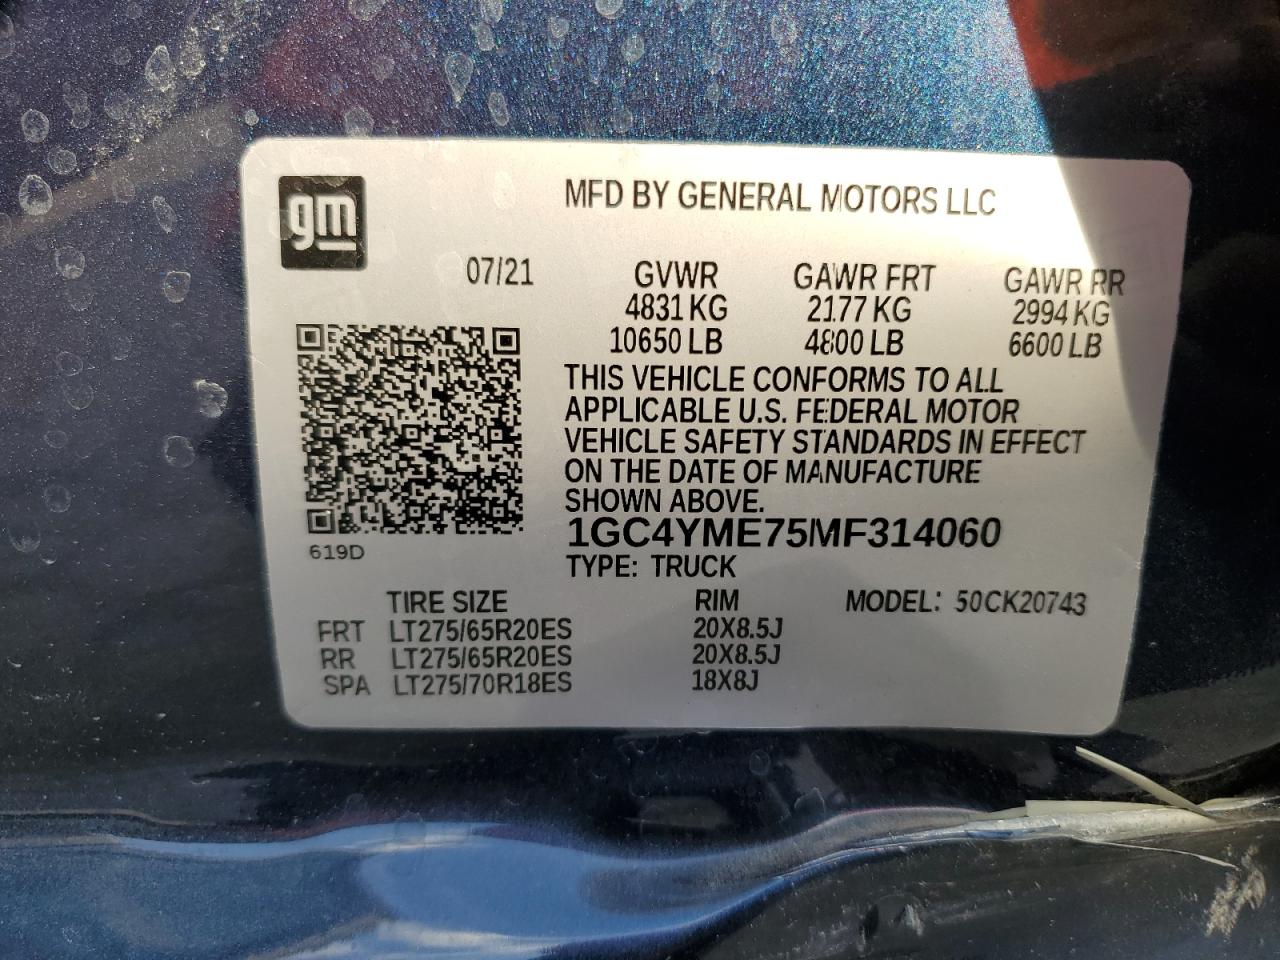 gm
MFD BY GENERAL MOTORS LLC
07/21 GVWR GAWR FRT GAWR RR
4831 KG 2177 KG 2994 KG
10650 LB 4800 LB 6600 LB
THIS VEHICLE CONFORMS TO ALL
APPLICABLE U.S. FEDERAL MOTOR
VEHICLE SAFETY STANDARDS IN EFFECT
ON THE DATE OF MANUFACTURE
SHOWN ABOVE.
1GC4YME75MF314060
619D
TYPE: TRUCK
TIRE SIZE RIM MODEL: 50CK20743
FRT LT275/65R20ES 20X8.5J
RR LT275/65R20ES 20X8.5J
SPA LT275/70R18ES 18X8J